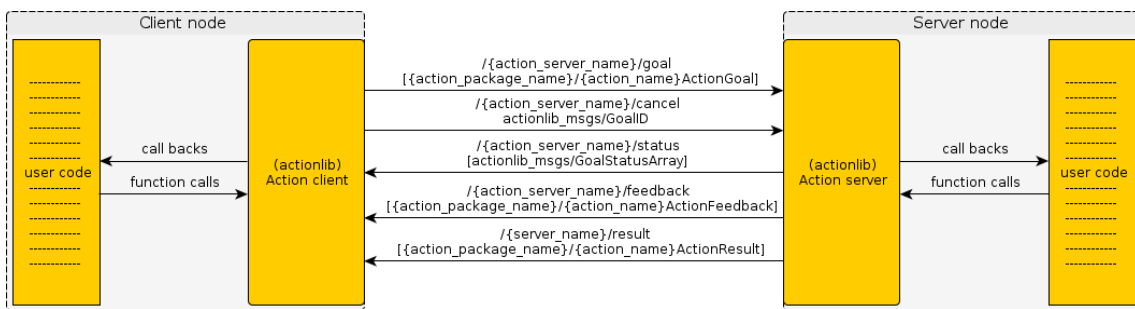 Client node
Server node
/{action_server_name}/goal
[{action_package_name}/{action_name}ActionGoal]
/{action_server_name}/cancel
actionlib_msgs/GoalID
/{action_server_name}/status
[actionlib_msgs/GoalStatusArray]
/{action_server_name}/feedback
[{action_package_name}/{action_name}ActionFeedback]
/{server_name}/result
[{action_package_name}/{action_name}ActionResult]
user code
call backs
function calls
(actionlib)
Action client
(actionlib)
Action server
call backs
function calls
user code